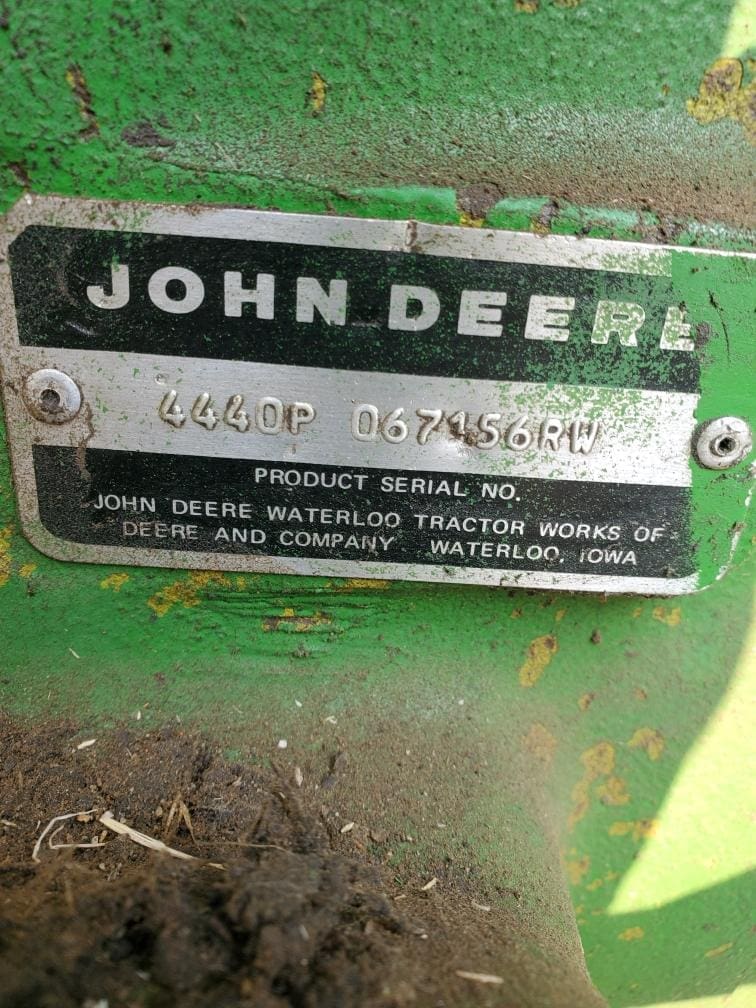 JOHN DEERE
4440P 067156RW
PRODUCT SERIAL NO.
JOHN DEERE WATERLOO TRACTOR WORKS OF
DEERE AND COMPANY WATERLOO, IOWA